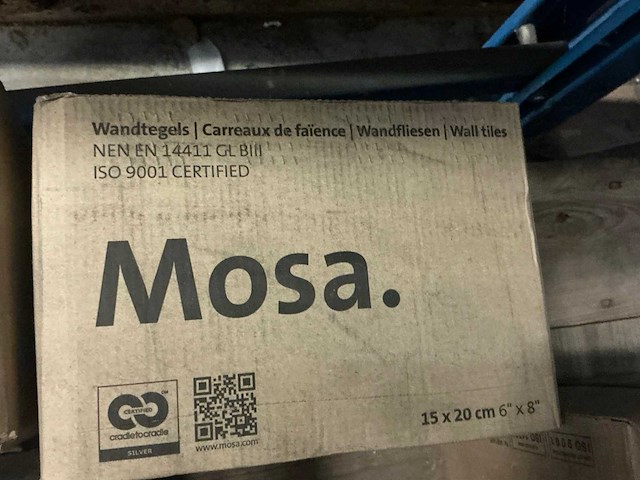 Wandtegels | Carreaux de faïence | Wandfliesen | Wall tiles
NEN EN 14411 GL BIII
ISO 9001 CERTIFIED
Mosa.
CERTIFIED
cradletocradle
TM
SILVER
www.mosa.com
15 x 20 cm 6" x 8"